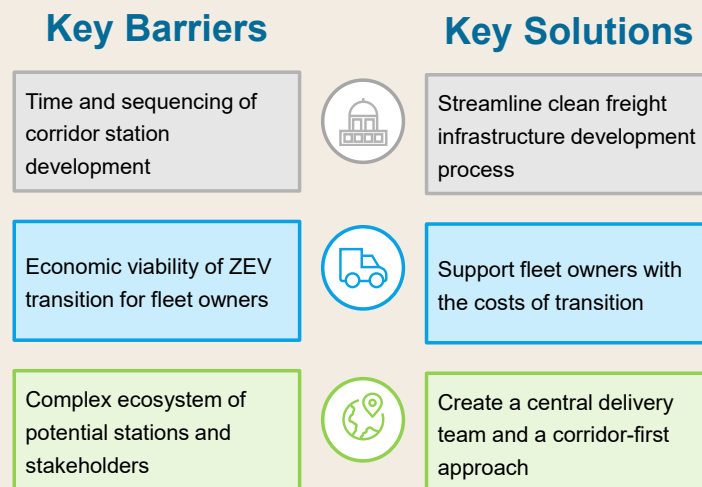 Key Barriers
Key Solutions
Time and sequencing of
corridor station
development
Streamline clean freight
infrastructure development
process
Economic viability of ZEV
transition for fleet owners
Support fleet owners with
the costs of transition
Complex ecosystem of
potential stations and
stakeholders
Create a central delivery
team and a corridor-first
approach